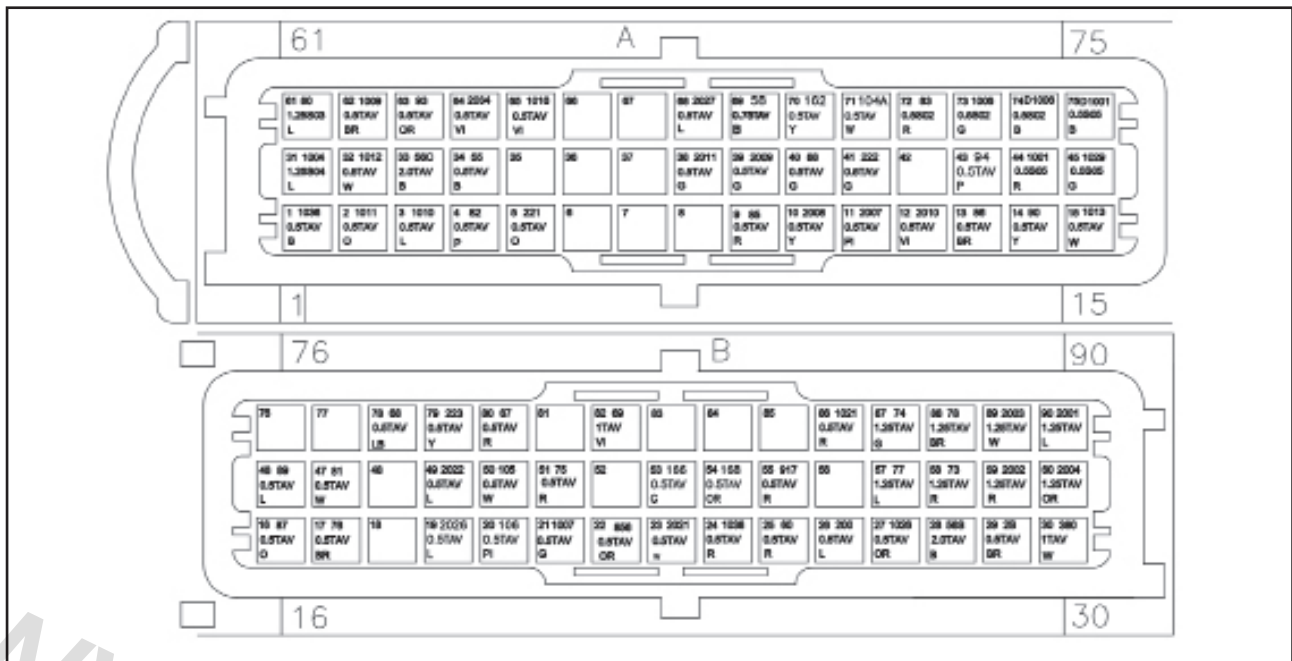 61 A 75
61 80 62 1009 63 93 64 2034 65 1018 66 67 68 2027 69 58 70 162 71 104A 72 83 73 1006 74 D1008 75 D1001
0.5TAV 0.5TAV 0.5TAV 0.5TAV 0.5TAV 0.75TAV 0.5TAV 0.5TAV
L BR OR VI VI L B Y W R G B B
31 1004 32 1012 33 560 34 55 35 36 37 38 2011 39 2009 40 88 41 222 42 43 94 44 1001 45 1029
0.5TAV 2.0TAV 0.5TAV 0.5TAV 0.5TAV 0.5TAV 0.5TAV 0.5TAV
L W B B G G G G P R G
1 1036 2 1011 3 1010 4 82 5 221 6 7 8 9 85 10 2008 11 2007 12 2010 13 86 14 90 15 1013
0.5TAV 0.5TAV 0.5TAV 0.5TAV 0.5TAV 0.5TAV 0.5TAV 0.5TAV 0.5TAV 0.5TAV 0.5TAV 0.5TAV
B O L P O R Y PI VI BR Y W
1 15
76 B 90
76 77 78 68 79 223 80 67 81 82 69 83 84 85 86 1021 87 74 88 78 89 2003 90 2001
0.5TAV 0.5TAV 0.5TAV 1TAV 0.5TAV 1.25TAV 1.25TAV 1.25TAV 1.25TAV
LB Y R VI R G BR W L
46 89 47 81 48 49 2022 50 105 51 75 52 53 166 54 168 55 917 56 57 77 58 73 59 2002 60 2004
0.5TAV 0.5TAV 0.5TAV 0.5TAV 0.5TAV 0.5TAV 0.5TAV 0.5TAV 1.25TAV 1.25TAV 1.25TAV 1.25TAV
L W L W R G OR R L R R OR
16 87 17 76 18 19 2026 20 106 21 1007 22 23 2021 24 1038 25 60 26 200 27 1026 28 29 30
0.5TAV 0.5TAV 0.5TAV 0.5TAV 0.5TAV 0.5TAV 0.5TAV 0.5TAV 0.5TAV 0.5TAV 0.5TAV 2.0TAV 0.5TAV 1TAV
O BR L PI G OR R R L OR B BR W
16 30